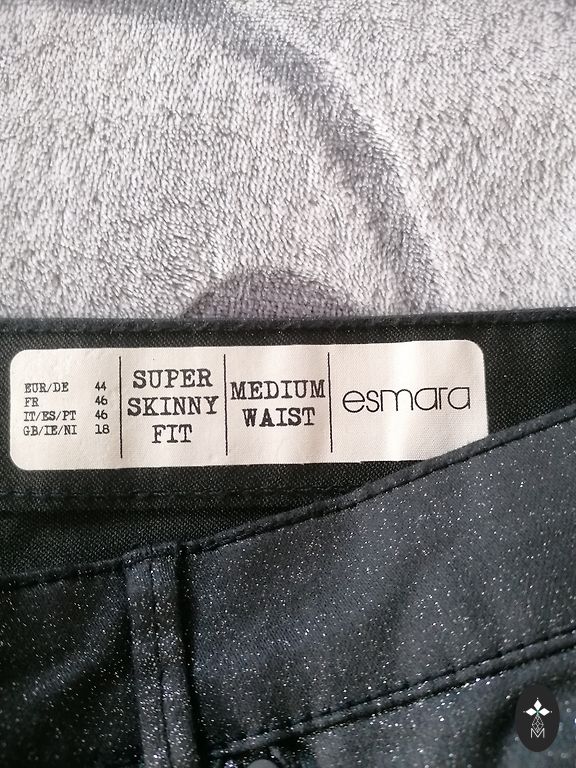 EUR/DE 44
FR 46
IT/ES/PT 46
GB/IE/NI 18
SUPER
SKINNY
FIT
MEDIUM
WAIST
esmara
M